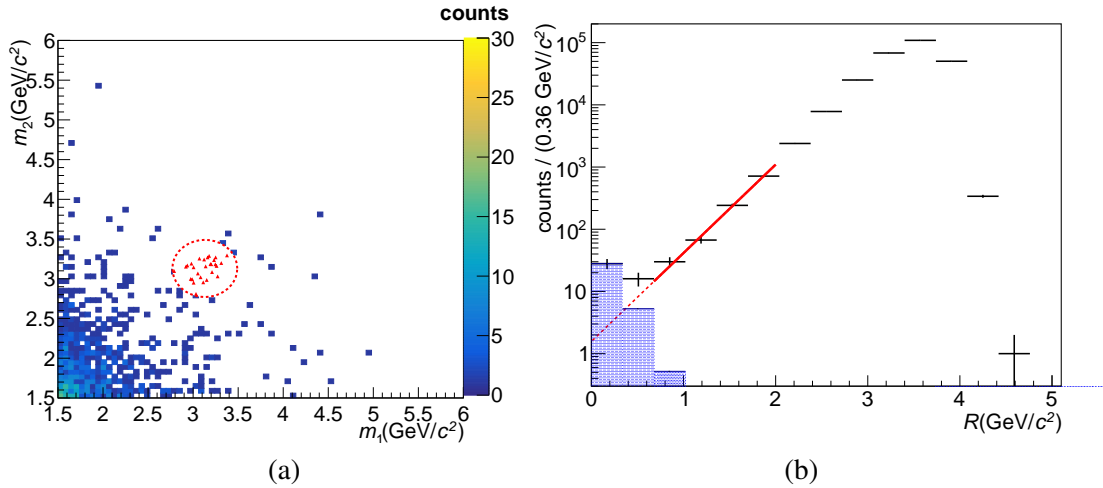 counts
m₂(GeV/c²)
6
5.5
5
4.5
4
3.5
3
2.5
2
1.5
30
25
20
15
10
5
0
1.5 2 2.5 3 3.5 4 4.5 5 5.5 6
m₁(GeV/c²)
(a)
counts / (0.36 GeV/c²)
10⁵
10⁴
10³
10²
10
1
0 1 2 3 4 5
R(GeV/c²)
(b)